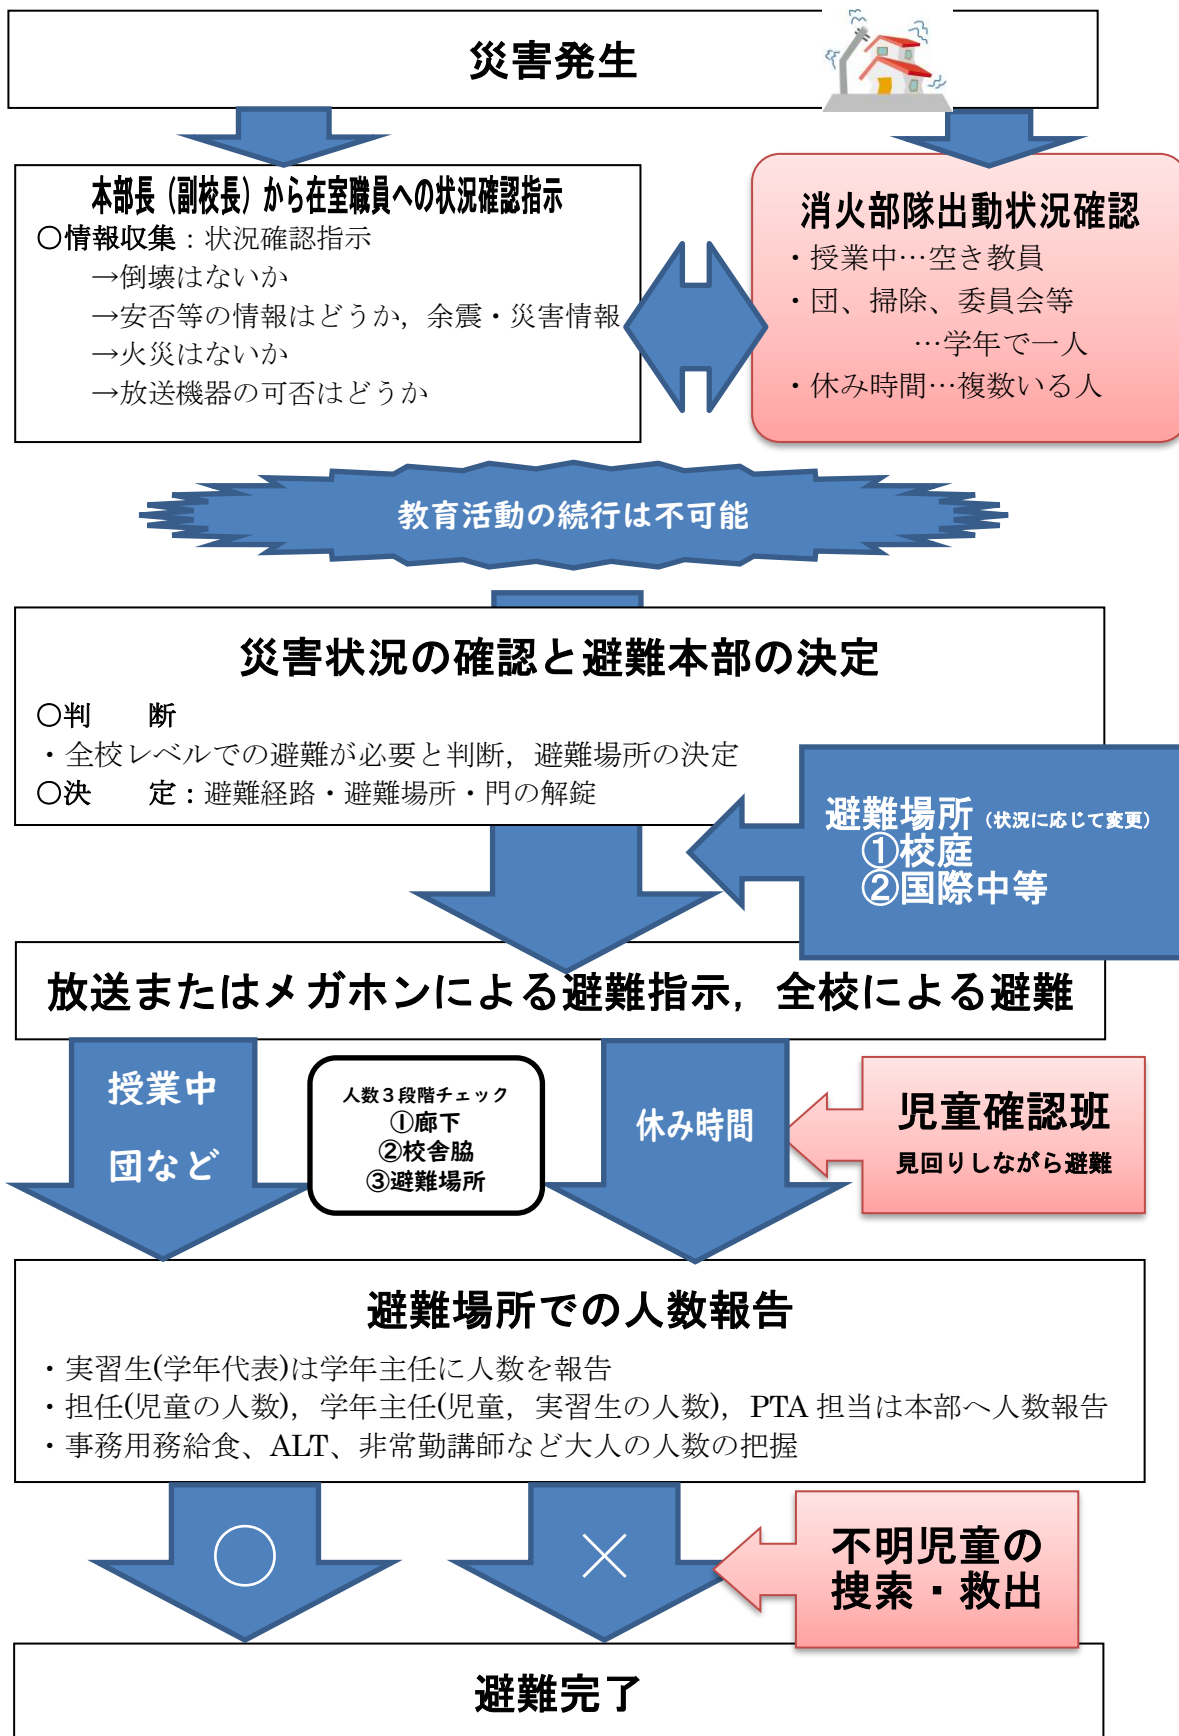 災害発生
本部長（副校長）から在室職員への状況確認指示
○情報収集：状況確認指示
→倒壊はないか
→安否等の情報はどうか，余震・災害情報
→火災はないか
→放送機器の可否はどうか
消火部隊出動状況確認
・授業中…空き教員
・団、掃除、委員会等
…学年で一人
・休み時間…複数いる人
教育活動の続行は不可能
災害状況の確認と避難本部の決定
○判　　断
・全校レベルでの避難が必要と判断，避難場所の決定
○決　　定：避難経路・避難場所・門の解錠
避難場所（状況に応じて変更）
①校庭
②国際中等
放送またはメガホンによる避難指示，全校による避難
授業中
団など
人数３段階チェック
①廊下
②校舎脇
③避難場所
休み時間
児童確認班
見回りしながら避難
避難場所での人数報告
・実習生(学年代表)は学年主任に人数を報告
・担任(児童の人数)，学年主任(児童，実習生の人数)，PTA 担当は本部へ人数報告
・事務用務給食、ALT、非常勤講師など大人の人数の把握
○
×
不明児童の
捜索・救出
避難完了